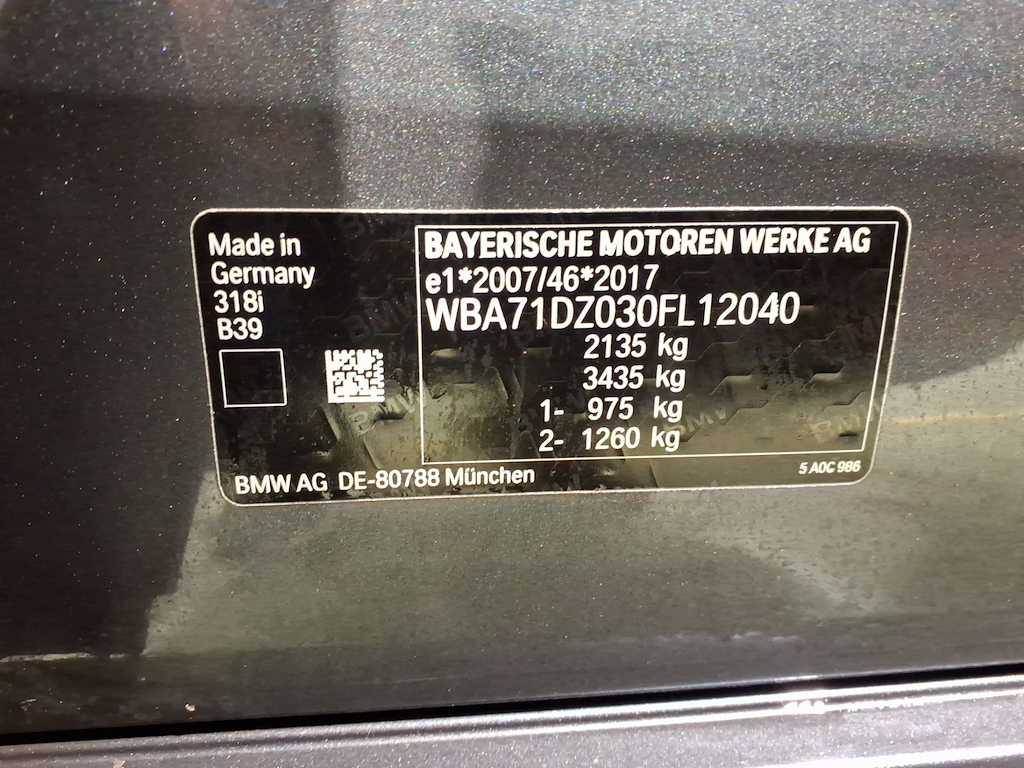 Made in
Germany
318i
B39
BAYERISCHE MOTOREN WERKE AG
e1*2007/46*2017
WBA71DZ030FL12040
2135 kg
3435 kg
1- 975 kg
2- 1260 kg
BMW AG DE-80788 München
5 A0C 986